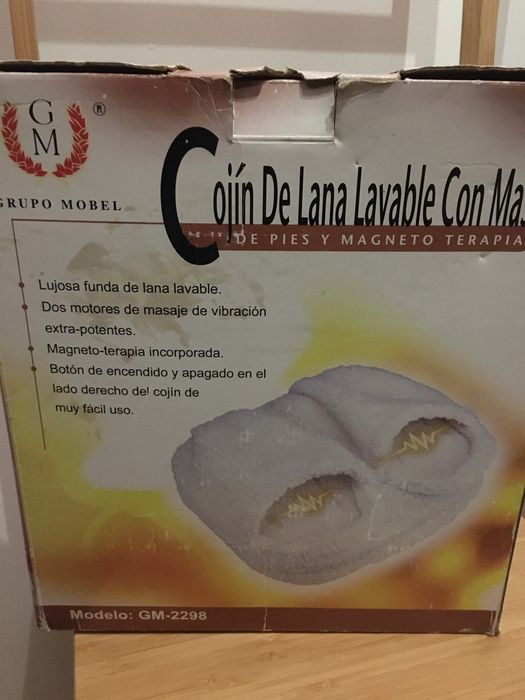 G
M
®
GRUPO MOBEL
Cojín De Lana Lavable Con Mas
DE PIES Y MAGNETO TERAPIA
Lujosa funda de lana lavable.
Dos motores de masaje de vibración
extra-potentes.
Magneto-terapia incorporada.
Botón de encendido y apagado en el
lado derecho del cojín de
muy fácil uso.
Modelo: GM-2298